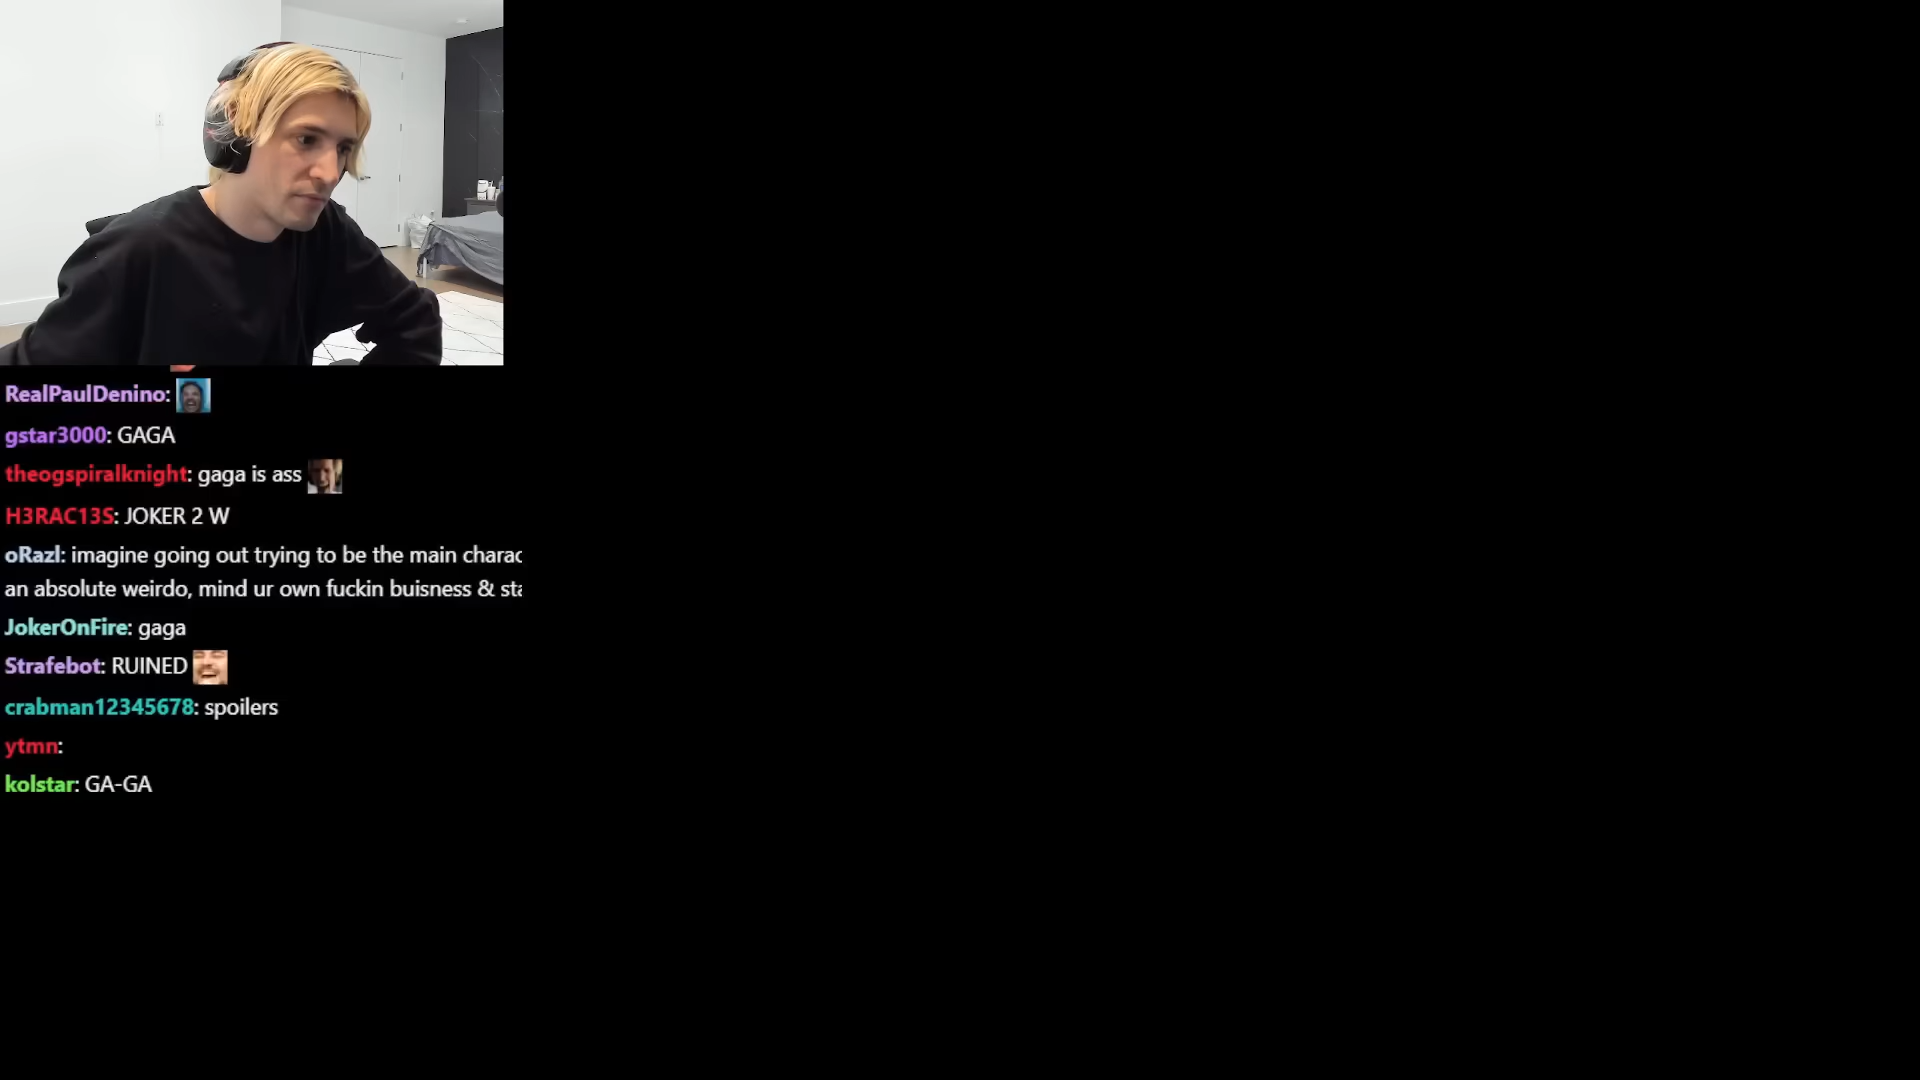 RealPaulDenino:
gstar3000: GAGA
theogspiralknight: gaga is ass
H3RAC13S: JOKER 2 W
oRazl: imagine going out trying to be the main charac
an absolute weirdo, mind ur own fuckin buisness & sta
JokerOnFire: gaga
Strafebot: RUINED
crabman12345678: spoilers
ytmn:
kolstar: GA-GA